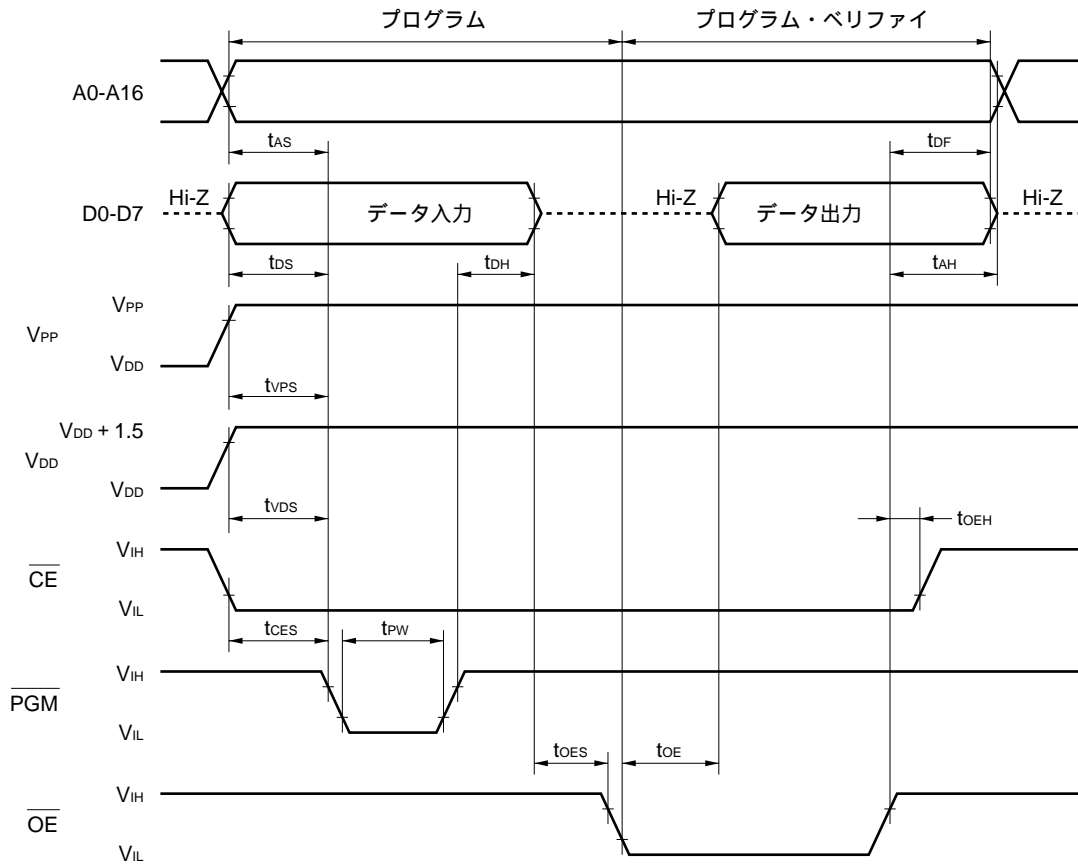 プログラム プログラム・ベリファイ
A0-A16
tAS tDF
Hi-Z Hi-Z Hi-Z
D0-D7 データ入力 データ出力
tDS tDH tAH
VPP
VPP
VDD
tVPS
VDD + 1.5
VDD
VDD
tVDS
tOEH
VIH
CE
VIL
tCES tPW
VIH
PGM
VIL
tOES tOE
VIH
OE
VIL